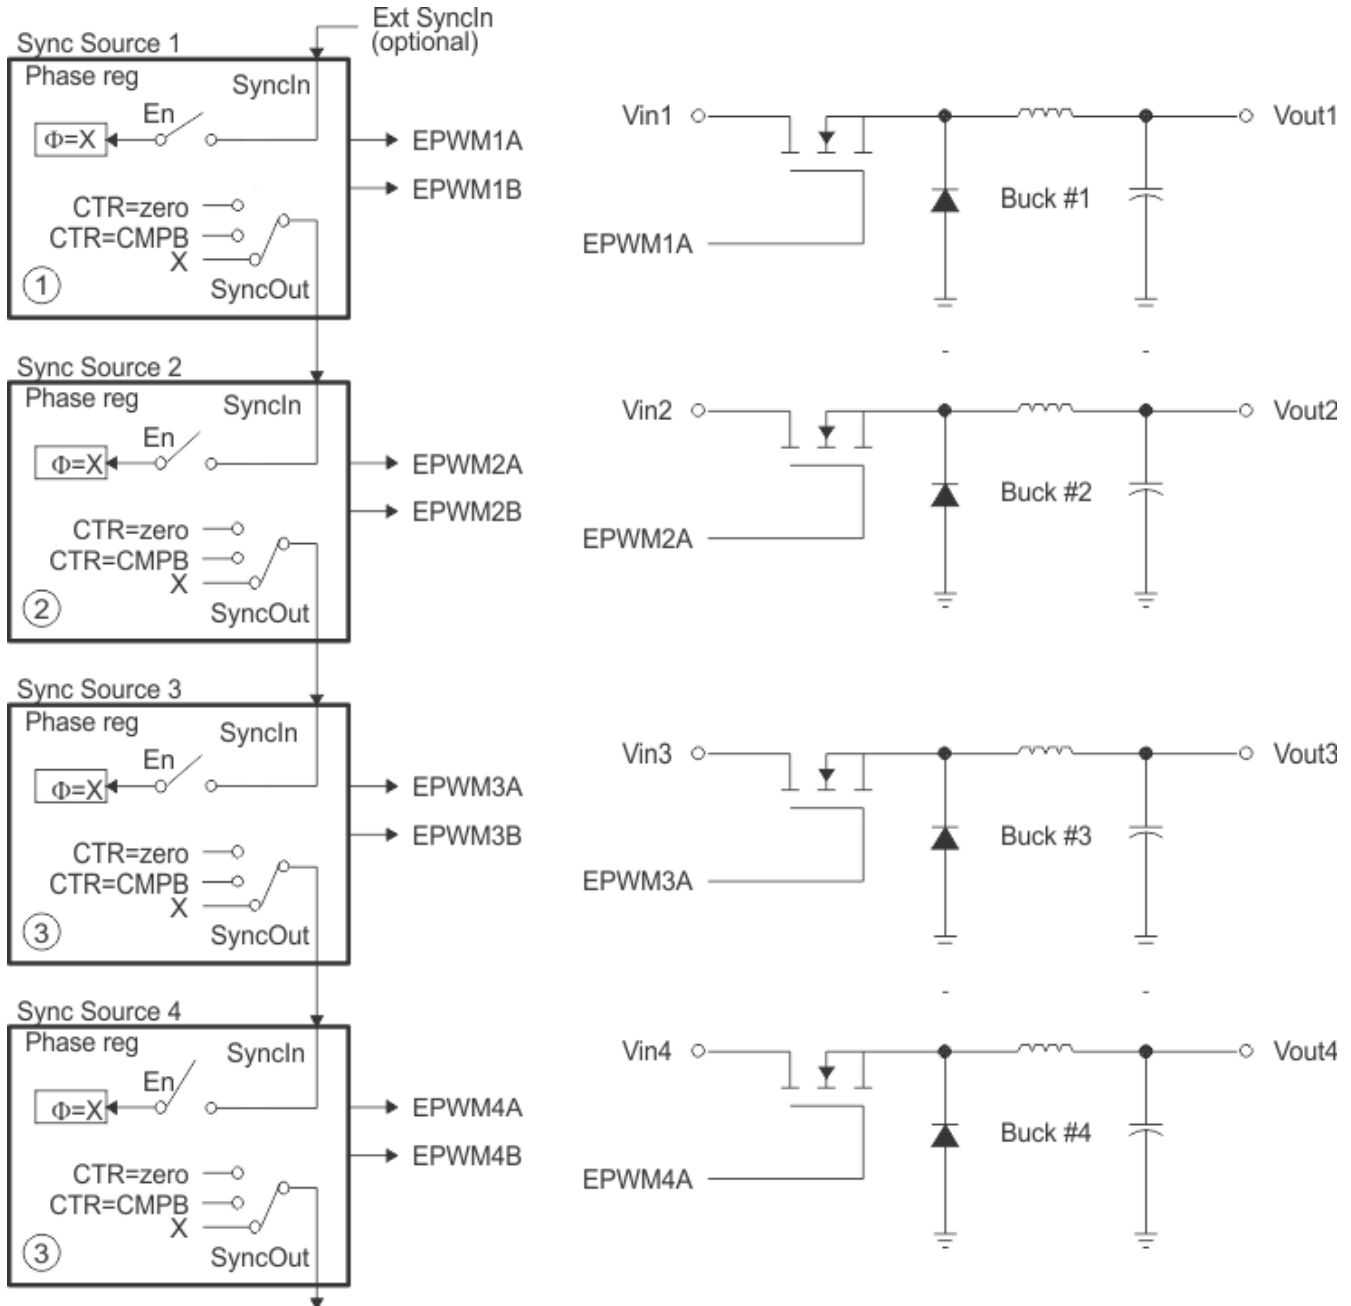 Ext SyncIn
(optional)
Sync Source 1
Phase reg
SyncIn
En
Φ=X
EPWM1A
EPWM1B
CTR=zero
CTR=CMPB
X
1
SyncOut
Vin1
Vout1
Buck #1
EPWM1A
Sync Source 2
Phase reg
SyncIn
En
Φ=X
EPWM2A
EPWM2B
CTR=zero
CTR=CMPB
X
2
SyncOut
Vin2
Vout2
Buck #2
EPWM2A
Sync Source 3
Phase reg
SyncIn
En
Φ=X
EPWM3A
EPWM3B
CTR=zero
CTR=CMPB
X
3
SyncOut
Vin3
Vout3
Buck #3
EPWM3A
Sync Source 4
Phase reg
SyncIn
En
Φ=X
EPWM4A
EPWM4B
CTR=zero
CTR=CMPB
X
3
SyncOut
Vin4
Vout4
Buck #4
EPWM4A